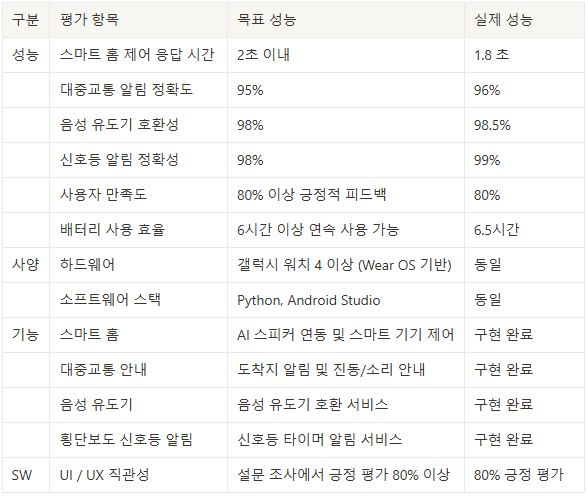 구분 평가 항목 목표 성능 실제 성능
성능 스마트 홈 제어 응답 시간 2초 이내 1.8 초
대중교통 알림 정확도 95% 96%
음성 유도기 호환성 98% 98.5%
신호등 알림 정확성 98% 99%
사용자 만족도 80% 이상 긍정적 피드백 80%
배터리 사용 효율 6시간 이상 연속 사용 가능 6.5시간
사양 하드웨어 갤럭시 워치 4 이상 (Wear OS 기반) 동일
소프트웨어 스택 Python, Android Studio 동일
기능 스마트 홈 AI 스피커 연동 및 스마트 기기 제어 구현 완료
대중교통 안내 도착지 알림 및 진동/소리 안내 구현 완료
음성 유도기 음성 유도기 호환 서비스 구현 완료
횡단보도 신호등 알림 신호등 타이머 알림 서비스 구현 완료
SW UI / UX 직관성 설문 조사에서 긍정 평가 80% 이상 80% 긍정 평가